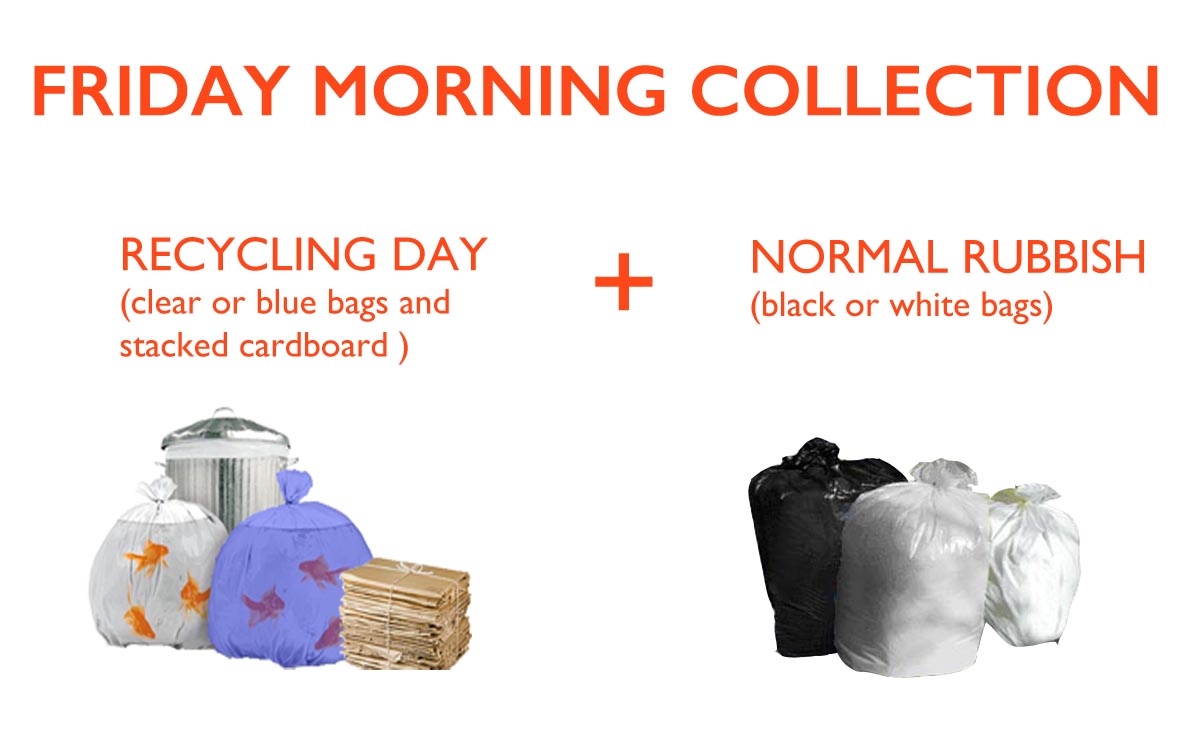 FRIDAY MORNING COLLECTION
RECYCLING DAY
(clear or blue bags and
stacked cardboard )
+
NORMAL RUBBISH
(black or white bags)